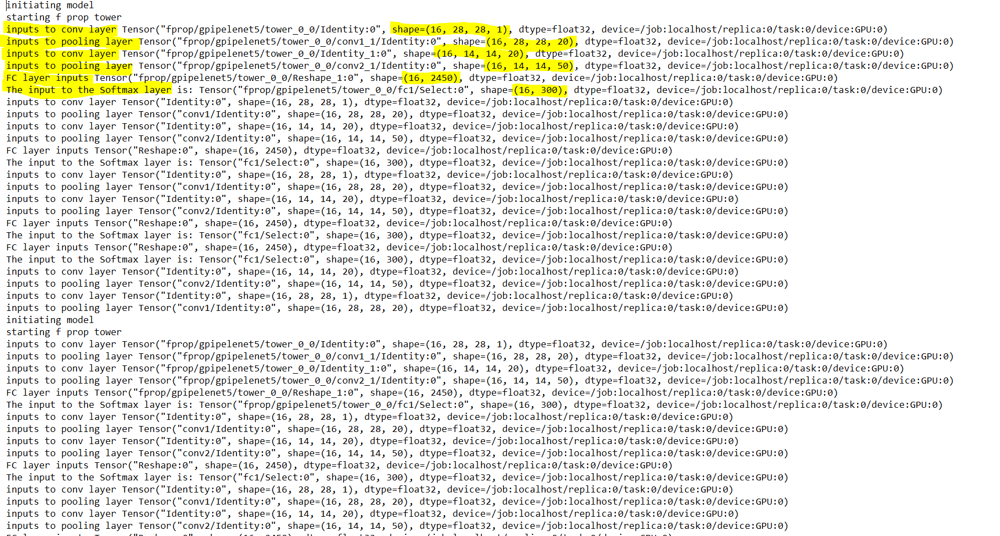 initiating model
starting f prop tower
inputs to conv layer Tensor("fprop/gpipelenet5/tower_0_0/Identity:0", shape=(16, 28, 28, 1), dtype=float32, device=/job:localhost/replica:0/task:0/device:GPU:0)
inputs to pooling layer Tensor("fprop/gpipelenet5/tower_0_0/conv1_1/Identity:0", shape=(16, 28, 28, 20), dtype=float32, device=/job:localhost/replica:0/task:0/device:GPU:0)
inputs to conv layer Tensor("fprop/gpipelenet5/tower_0_0/Identity_1:0", shape=(16, 14, 14, 20), dtype=float32, device=/job:localhost/replica:0/task:0/device:GPU:0)
inputs to pooling layer Tensor("fprop/gpipelenet5/tower_0_0/conv2_1/Identity:0", shape=(16, 14, 14, 50), dtype=float32, device=/job:localhost/replica:0/task:0/device:GPU:0)
FC layer inputs Tensor("fprop/gpipelenet5/tower_0_0/Reshape_1:0", shape=(16, 2450), dtype=float32, device=/job:localhost/replica:0/task:0/device:GPU:0)
The input to the Softmax layer is: Tensor("fprop/gpipelenet5/tower_0_0/fc1/Select:0", shape=(16, 300), dtype=float32, device=/job:localhost/replica:0/task:0/device:GPU:0)
inputs to conv layer Tensor("Identity:0", shape=(16, 28, 28, 1), dtype=float32, device=/job:localhost/replica:0/task:0/device:GPU:0)
inputs to pooling layer Tensor("conv1/Identity:0", shape=(16, 28, 28, 20), dtype=float32, device=/job:localhost/replica:0/task:0/device:GPU:0)
inputs to conv layer Tensor("Identity:0", shape=(16, 14, 14, 20), dtype=float32, device=/job:localhost/replica:0/task:0/device:GPU:0)
inputs to pooling layer Tensor("conv2/Identity:0", shape=(16, 14, 14, 50), dtype=float32, device=/job:localhost/replica:0/task:0/device:GPU:0)
FC layer inputs Tensor("Reshape:0", shape=(16, 2450), dtype=float32, device=/job:localhost/replica:0/task:0/device:GPU:0)
The input to the Softmax layer is: Tensor("fc1/Select:0", shape=(16, 300), dtype=float32, device=/job:localhost/replica:0/task:0/device:GPU:0)
inputs to conv layer Tensor("Identity:0", shape=(16, 28, 28, 1), dtype=float32, device=/job:localhost/replica:0/task:0/device:GPU:0)
inputs to pooling layer Tensor("conv1/Identity:0", shape=(16, 28, 28, 20), dtype=float32, device=/job:localhost/replica:0/task:0/device:GPU:0)
inputs to conv layer Tensor("Identity:0", shape=(16, 14, 14, 20), dtype=float32, device=/job:localhost/replica:0/task:0/device:GPU:0)
inputs to pooling layer Tensor("conv2/Identity:0", shape=(16, 14, 14, 50), dtype=float32, device=/job:localhost/replica:0/task:0/device:GPU:0)
FC layer inputs Tensor("Reshape:0", shape=(16, 2450), dtype=float32, device=/job:localhost/replica:0/task:0/device:GPU:0)
The input to the Softmax layer is: Tensor("fc1/Select:0", shape=(16, 300), dtype=float32, device=/job:localhost/replica:0/task:0/device:GPU:0)
FC layer inputs Tensor("Reshape:0", shape=(16, 2450), dtype=float32, device=/job:localhost/replica:0/task:0/device:GPU:0)
The input to the Softmax layer is: Tensor("fc1/Select:0", shape=(16, 300), dtype=float32, device=/job:localhost/replica:0/task:0/device:GPU:0)
inputs to conv layer Tensor("Identity:0", shape=(16, 14, 14, 20), dtype=float32, device=/job:localhost/replica:0/task:0/device:GPU:0)
inputs to pooling layer Tensor("conv2/Identity:0", shape=(16, 14, 14, 50), dtype=float32, device=/job:localhost/replica:0/task:0/device:GPU:0)
inputs to conv layer Tensor("Identity:0", shape=(16, 28, 28, 1), dtype=float32, device=/job:localhost/replica:0/task:0/device:GPU:0)
inputs to pooling layer Tensor("conv1/Identity:0", shape=(16, 28, 28, 20), dtype=float32, device=/job:localhost/replica:0/task:0/device:GPU:0)
initiating model
starting f prop tower
inputs to conv layer Tensor("fprop/gpipelenet5/tower_0_0/Identity:0", shape=(16, 28, 28, 1), dtype=float32, device=/job:localhost/replica:0/task:0/device:GPU:0)
inputs to pooling layer Tensor("fprop/gpipelenet5/tower_0_0/conv1_1/Identity:0", shape=(16, 28, 28, 20), dtype=float32, device=/job:localhost/replica:0/task:0/device:GPU:0)
inputs to conv layer Tensor("fprop/gpipelenet5/tower_0_0/Identity_1:0", shape=(16, 14, 14, 20), dtype=float32, device=/job:localhost/replica:0/task:0/device:GPU:0)
inputs to pooling layer Tensor("fprop/gpipelenet5/tower_0_0/conv2_1/Identity:0", shape=(16, 14, 14, 50), dtype=float32, device=/job:localhost/replica:0/task:0/device:GPU:0)
FC layer inputs Tensor("fprop/gpipelenet5/tower_0_0/Reshape_1:0", shape=(16, 2450), dtype=float32, device=/job:localhost/replica:0/task:0/device:GPU:0)
The input to the Softmax layer is: Tensor("fprop/gpipelenet5/tower_0_0/fc1/Select:0", shape=(16, 300), dtype=float32, device=/job:localhost/replica:0/task:0/device:GPU:0)
inputs to conv layer Tensor("Identity:0", shape=(16, 28, 28, 1), dtype=float32, device=/job:localhost/replica:0/task:0/device:GPU:0)
inputs to pooling layer Tensor("conv1/Identity:0", shape=(16, 28, 28, 20), dtype=float32, device=/job:localhost/replica:0/task:0/device:GPU:0)
inputs to conv layer Tensor("Identity:0", shape=(16, 14, 14, 20), dtype=float32, device=/job:localhost/replica:0/task:0/device:GPU:0)
inputs to pooling layer Tensor("conv2/Identity:0", shape=(16, 14, 14, 50), dtype=float32, device=/job:localhost/replica:0/task:0/device:GPU:0)
FC layer inputs Tensor("Reshape:0", shape=(16, 2450), dtype=float32, device=/job:localhost/replica:0/task:0/device:GPU:0)
The input to the Softmax layer is: Tensor("fc1/Select:0", shape=(16, 300), dtype=float32, device=/job:localhost/replica:0/task:0/device:GPU:0)
inputs to conv layer Tensor("Identity:0", shape=(16, 28, 28, 1), dtype=float32, device=/job:localhost/replica:0/task:0/device:GPU:0)
inputs to pooling layer Tensor("conv1/Identity:0", shape=(16, 28, 28, 20), dtype=float32, device=/job:localhost/replica:0/task:0/device:GPU:0)
inputs to conv layer Tensor("Identity:0", shape=(16, 14, 14, 20), dtype=float32, device=/job:localhost/replica:0/task:0/device:GPU:0)
inputs to pooling layer Tensor("conv2/Identity:0", shape=(16, 14, 14, 50), dtype=float32, device=/job:localhost/replica:0/task:0/device:GPU:0)